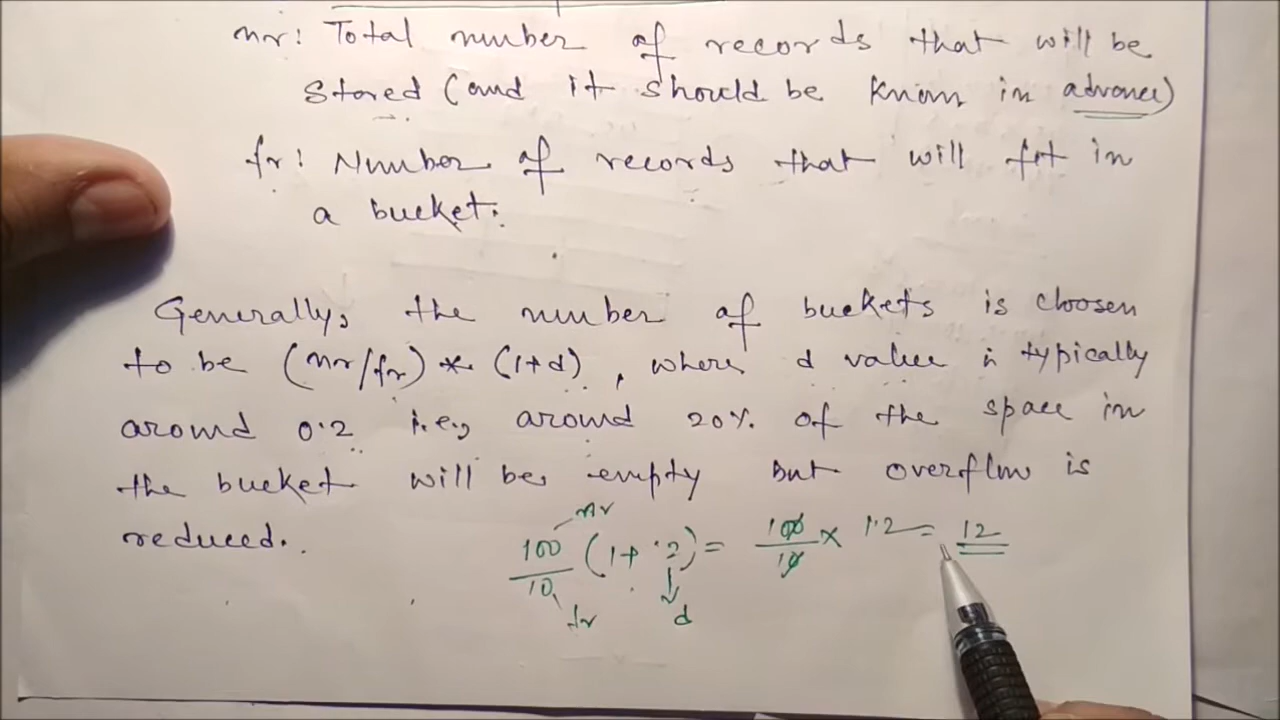 nr: Total number of records that will be
stored (and it should be known in advance)
fr: Number of records that will fit in
a bucket.
Generally, the number of buckets is choosen
to be (nr/fr) * (1+d), where d value is typically
around 0.2 i.e., around 20% of the space in
the bucket will be empty But overflow is
reduced.
nr
100/10 (1+ .2) = 100/10 x 1.2 = 12
fr d